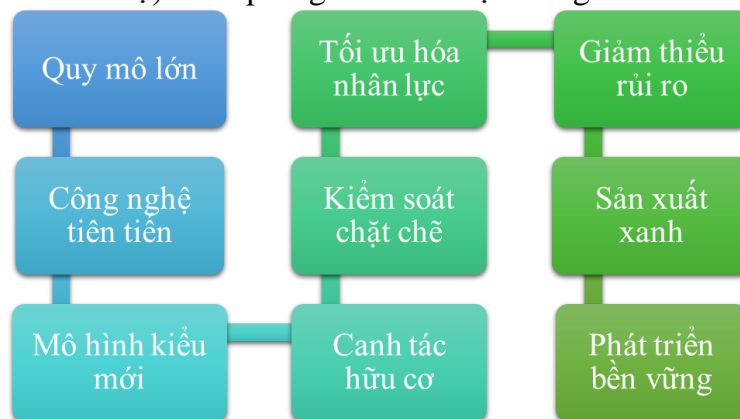 Quy mô lớn
Công nghệ
tiên tiến
Mô hình kiểu
mới
Canh tác
hữu cơ
Kiểm soát
chặt chẽ
Tối ưu hóa
nhân lực
Giảm thiểu
rủi ro
Sản xuất
xanh
Phát triển
bền vững